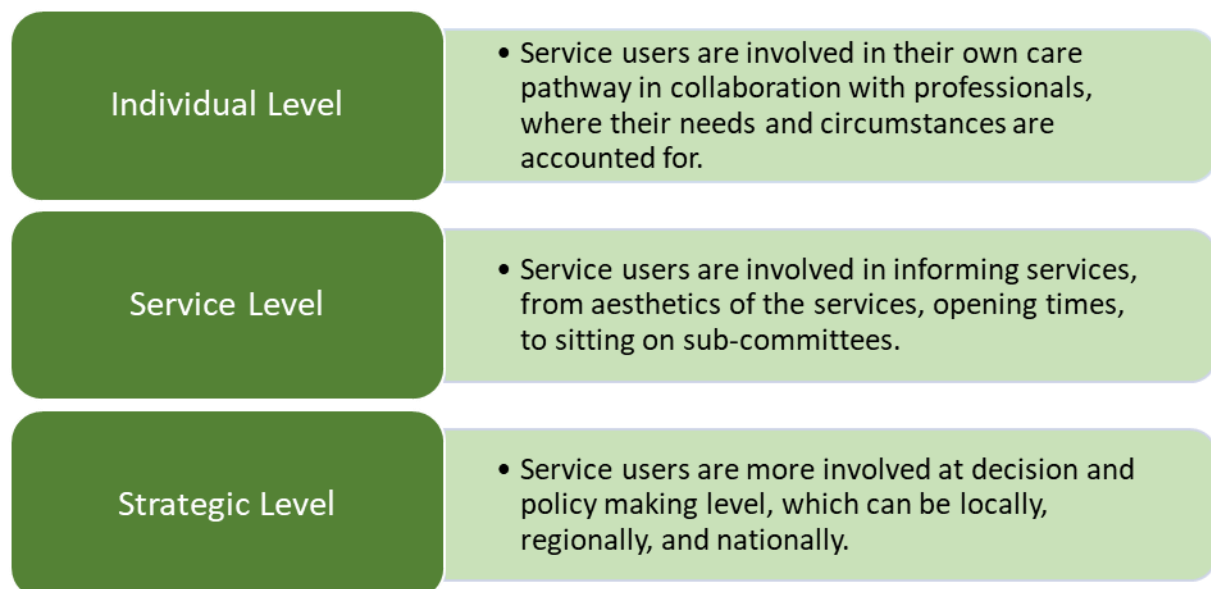 Individual Level
• Service users are involved in their own care
pathway in collaboration with professionals,
where their needs and circumstances are
accounted for.
Service Level
• Service users are involved in informing services,
from aesthetics of the services, opening times,
to sitting on sub-committees.
Strategic Level
• Service users are more involved at decision and
policy making level, which can be locally,
regionally, and nationally.